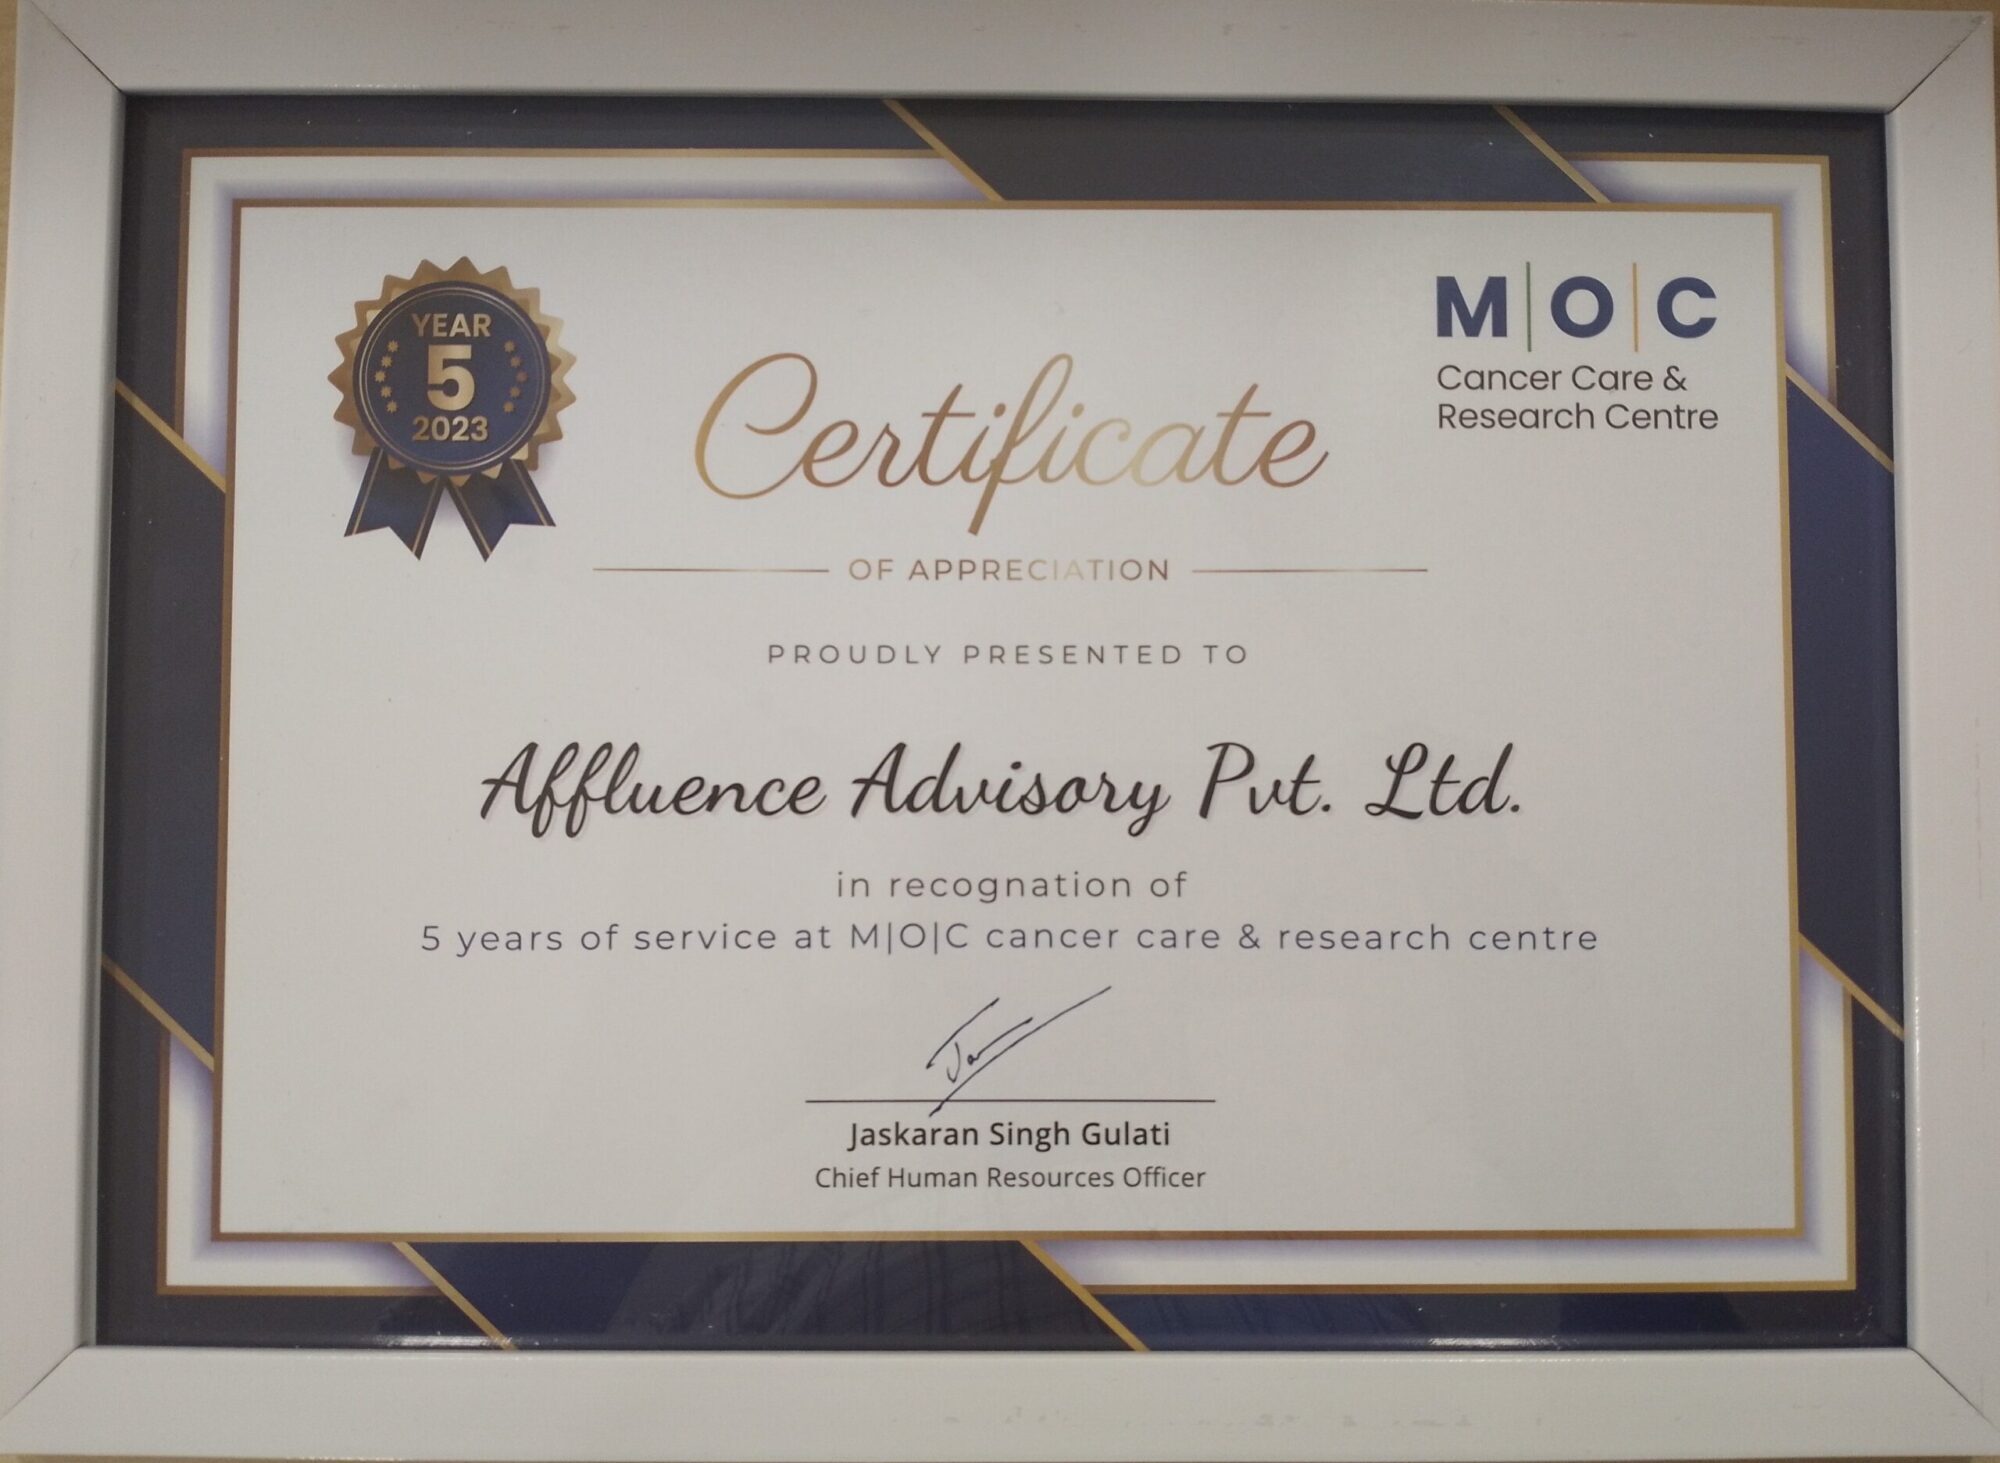 YEAR
5
2023
M|O|C
Cancer Care &
Research Centre
Certificate
OF APPRECIATION
PROUDLY PRESENTED TO
Affluence Advisory Pvt. Ltd.
in recognation of
5 years of service at M|O|C cancer care & research centre
Jaskaran Singh Gulati
Chief Human Resources Officer